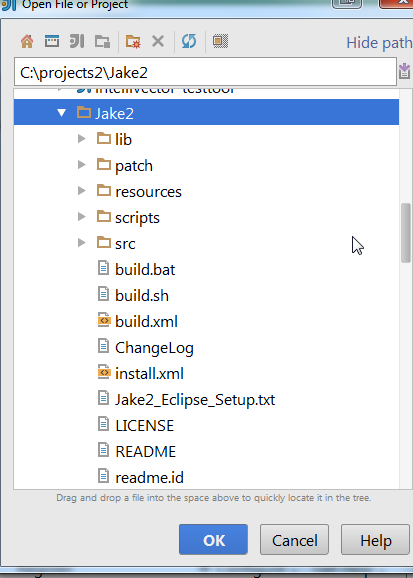 Open File or Project
Hide path
C:\projects2\Jake2
Jake2
lib
patch
resources
scripts
src
build.bat
build.sh
build.xml
ChangeLog
install.xml
Jake2_Eclipse_Setup.txt
LICENSE
README
readme.id
Drag and drop a file into the space above to quickly locate it in the tree.
OK Cancel Help